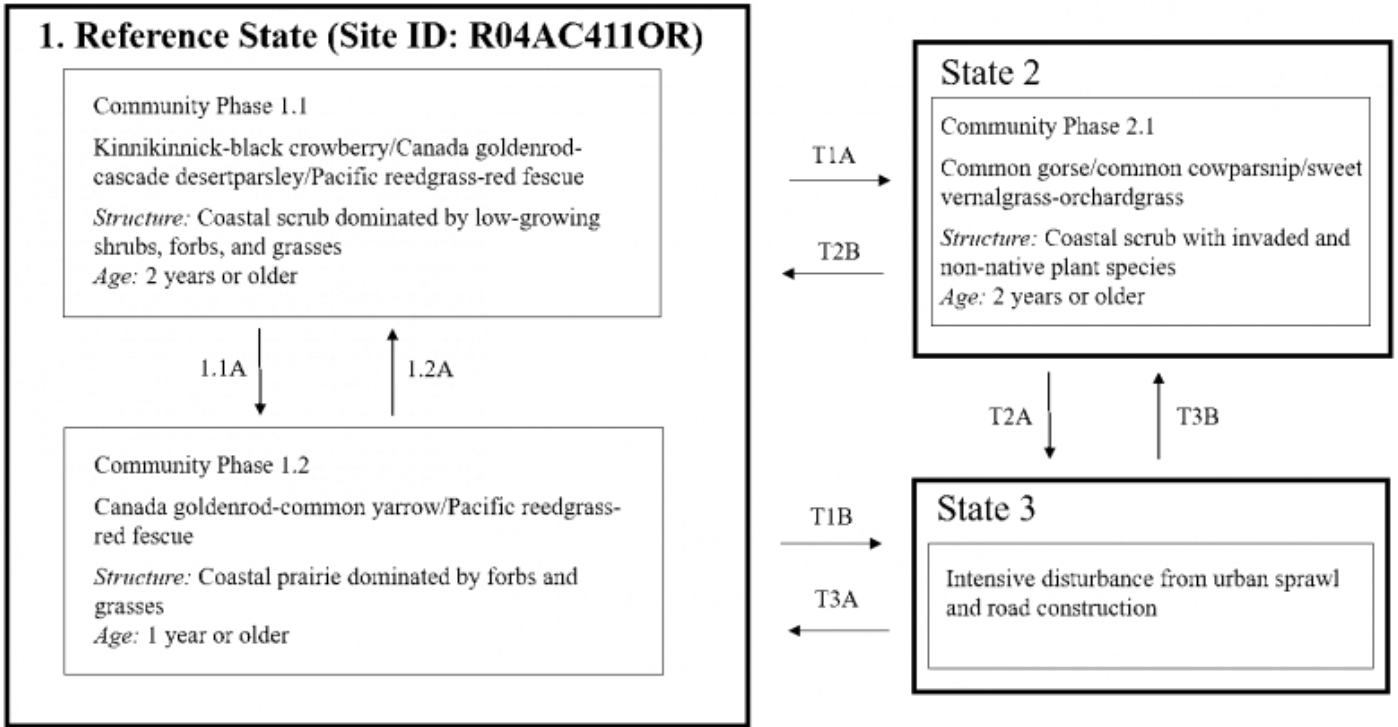 1. Reference State (Site ID: R04AC411OR)
Community Phase 1.1
Kinnikinnick-black crowberry/Canada goldenrod-
cascade desertparsley/Pacific reedgrass-red fescue
Structure: Coastal scrub dominated by low-growing
shrubs, forbs, and grasses
Age: 2 years or older
1.1A
1.2A
Community Phase 1.2
Canada goldenrod-common yarrow/Pacific reedgrass-
red fescue
Structure: Coastal prairie dominated by forbs and
grasses
Age: 1 year or older
T1A
T2B
T1B
T3A
State 2
Community Phase 2.1
Common gorse/common cowparsnip/sweet
vernalgrass-orchardgrass
Structure: Coastal scrub with invaded and
non-native plant species
Age: 2 years or older
T2A
T3B
State 3
Intensive disturbance from urban sprawl
and road construction